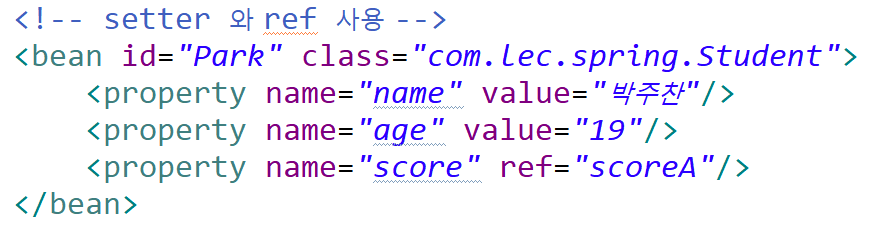 <!-- setter 와 ref 사용 -->
<bean id="Park" class="com.lec.spring.Student">
    <property name="name" value="박주찬"/>
    <property name="age" value="19"/>
    <property name="score" ref="scoreA"/>
</bean>